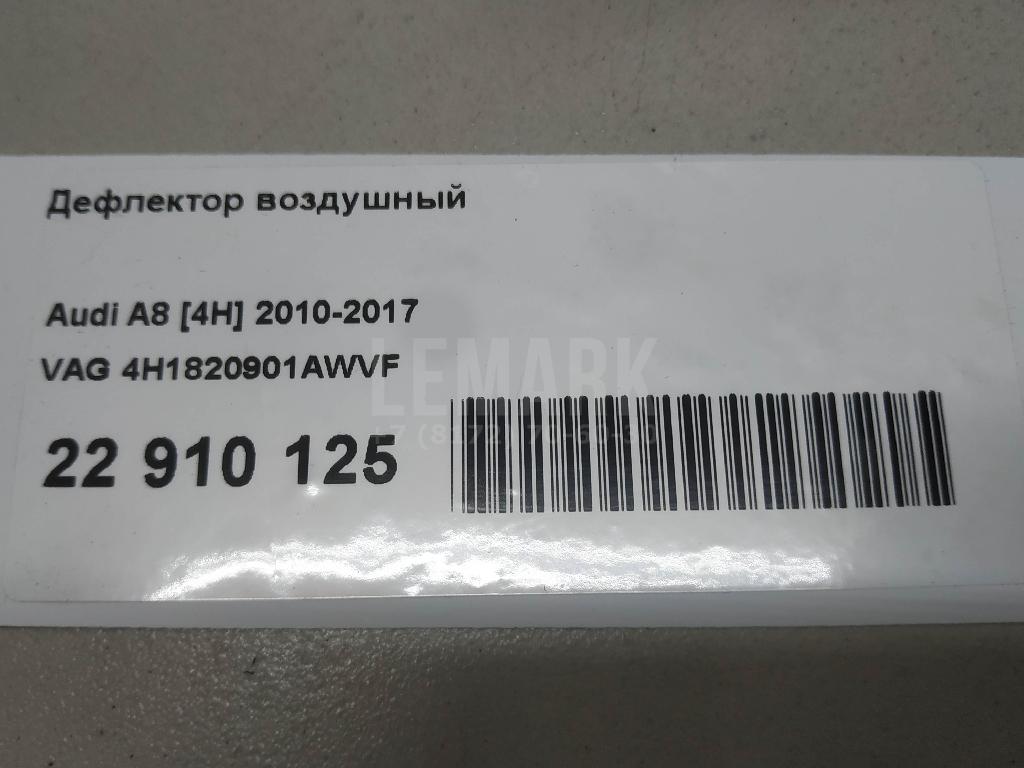 Дефлектор воздушный
Audi A8 [4H] 2010-2017
VAG 4H1820901AWVF
LEMARK
22 910 125